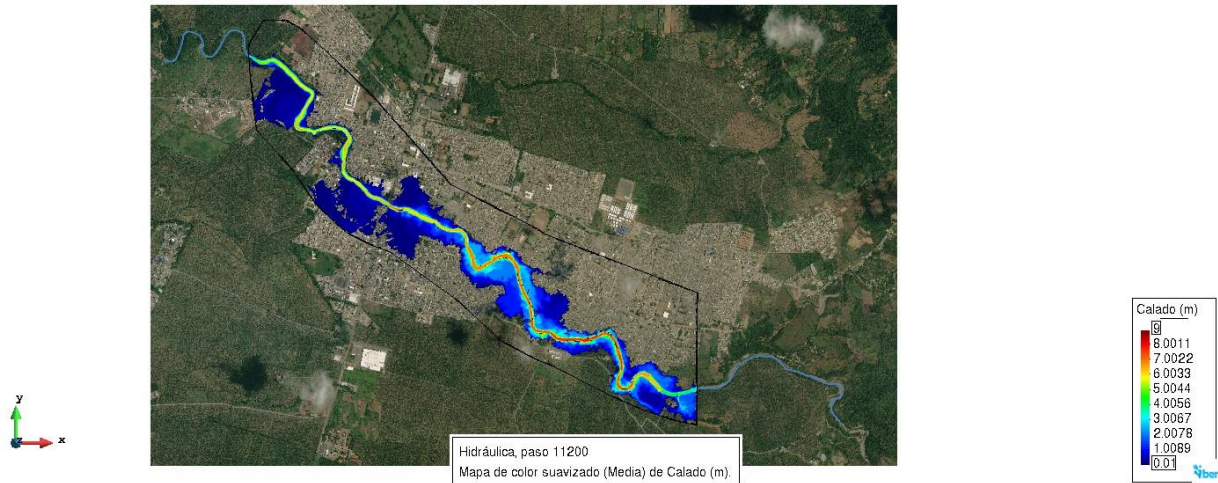 Calado (m)
9
8.0011
7.0022
6.0033
5.0044
4.0056
3.0067
2.0078
1.0089
0.01
y
z
x
Hidráulica, paso 11200
Mapa de color suavizado (Media) de Calado (m).
Iber